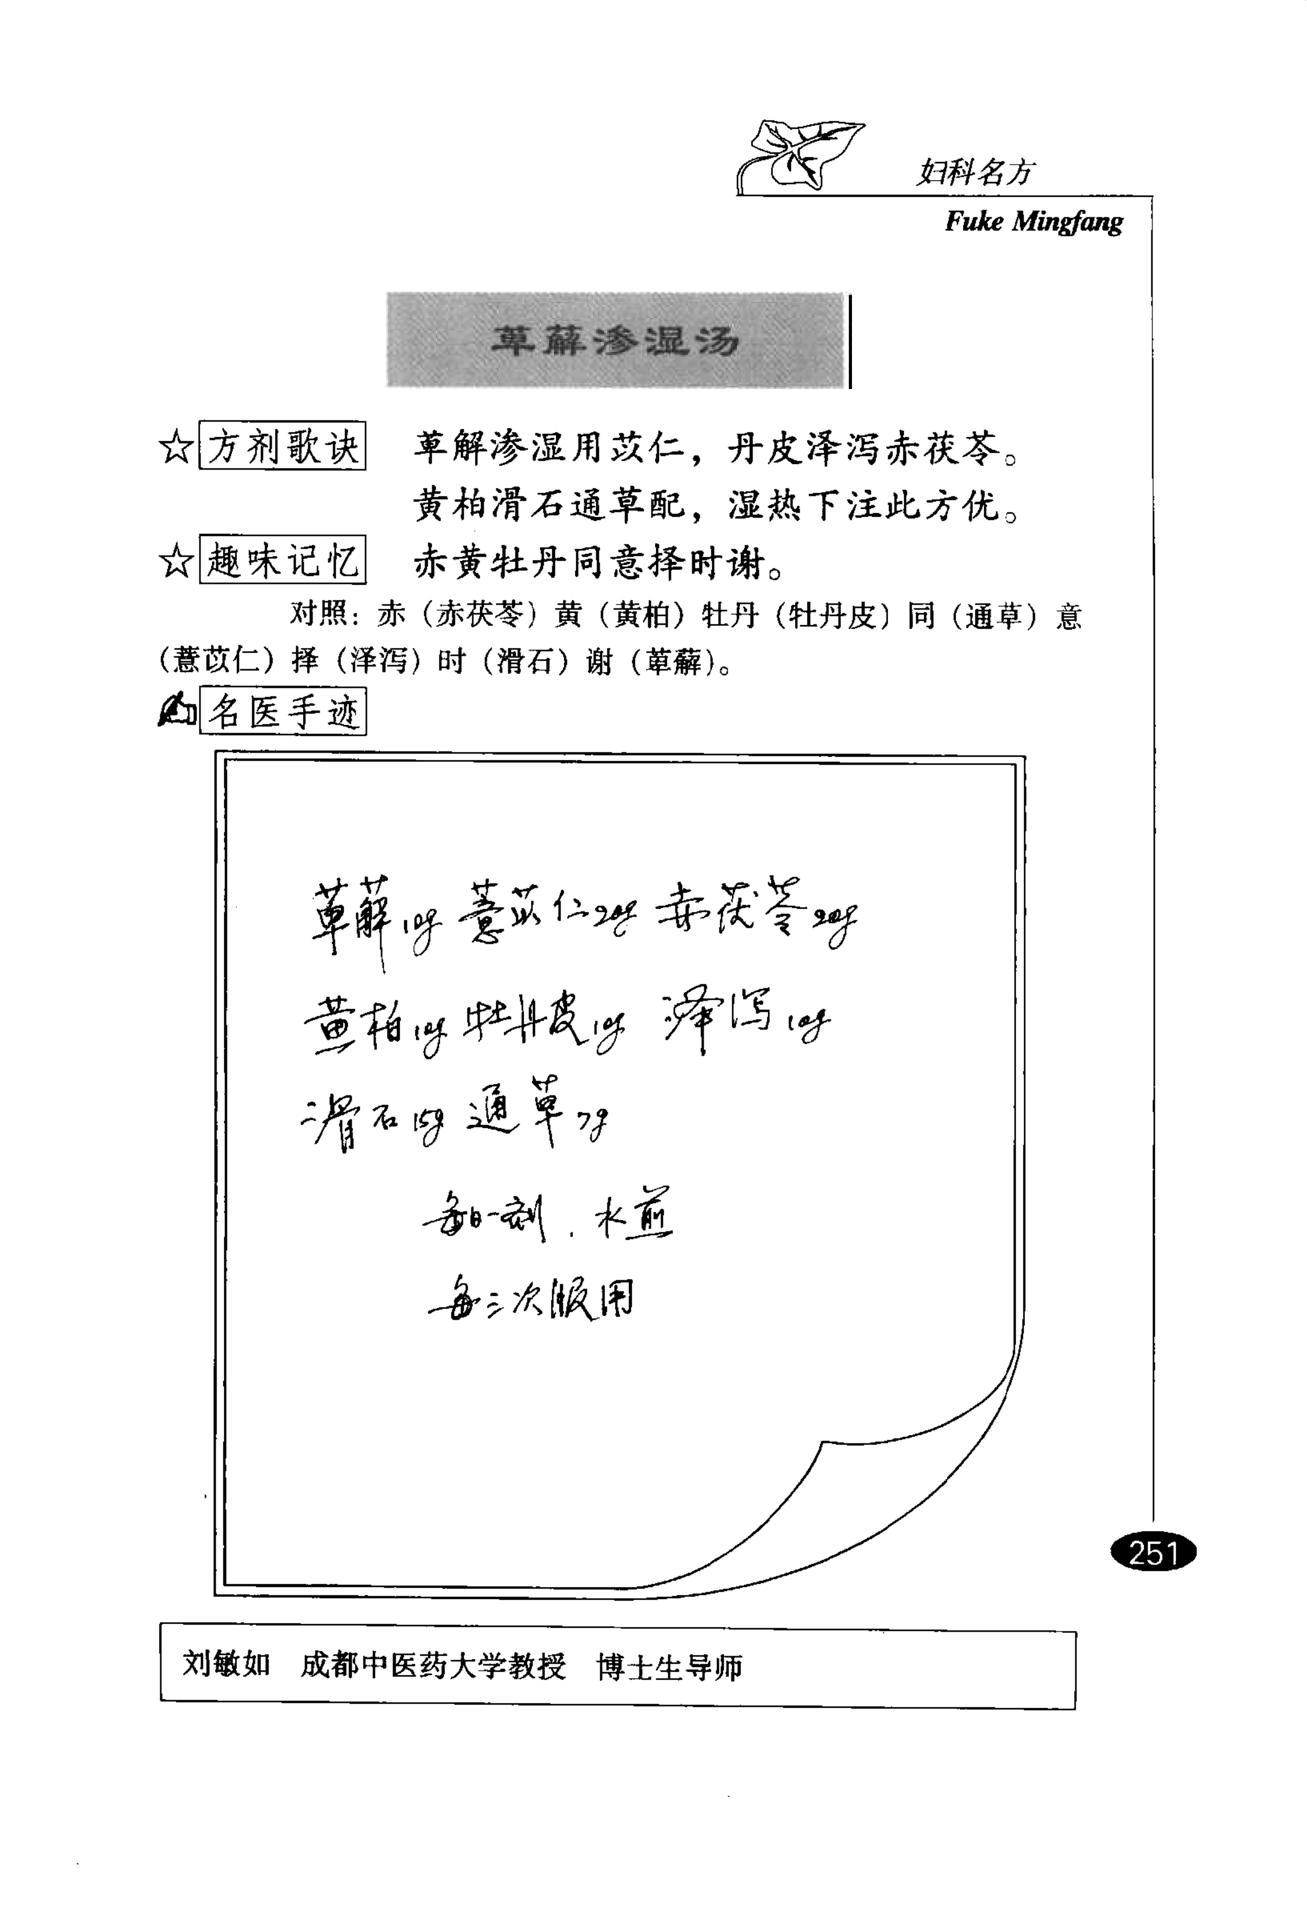 妇科名方
Fuke Mingfang
萆薢渗湿汤
☆方剂歌诀 萆解渗湿用苡仁，丹皮泽泻赤茯苓。
黄柏滑石通草配，湿热下注此方优。
☆趣味记忆 赤黄牡丹同意择时谢。
对照：赤（赤茯苓）黄（黄柏）牡丹（牡丹皮）同（通草）意
（薏苡仁）择（泽泻）时（滑石）谢（萆薢）。
名医手迹
萆薢10g 薏苡仁20g 赤茯苓20g
黄柏10g 牡丹皮10g 泽泻10g
滑石15g 通草7g
每日一剂．水煎
每三次服用
251
刘敏如 成都中医药大学教授 博士生导师